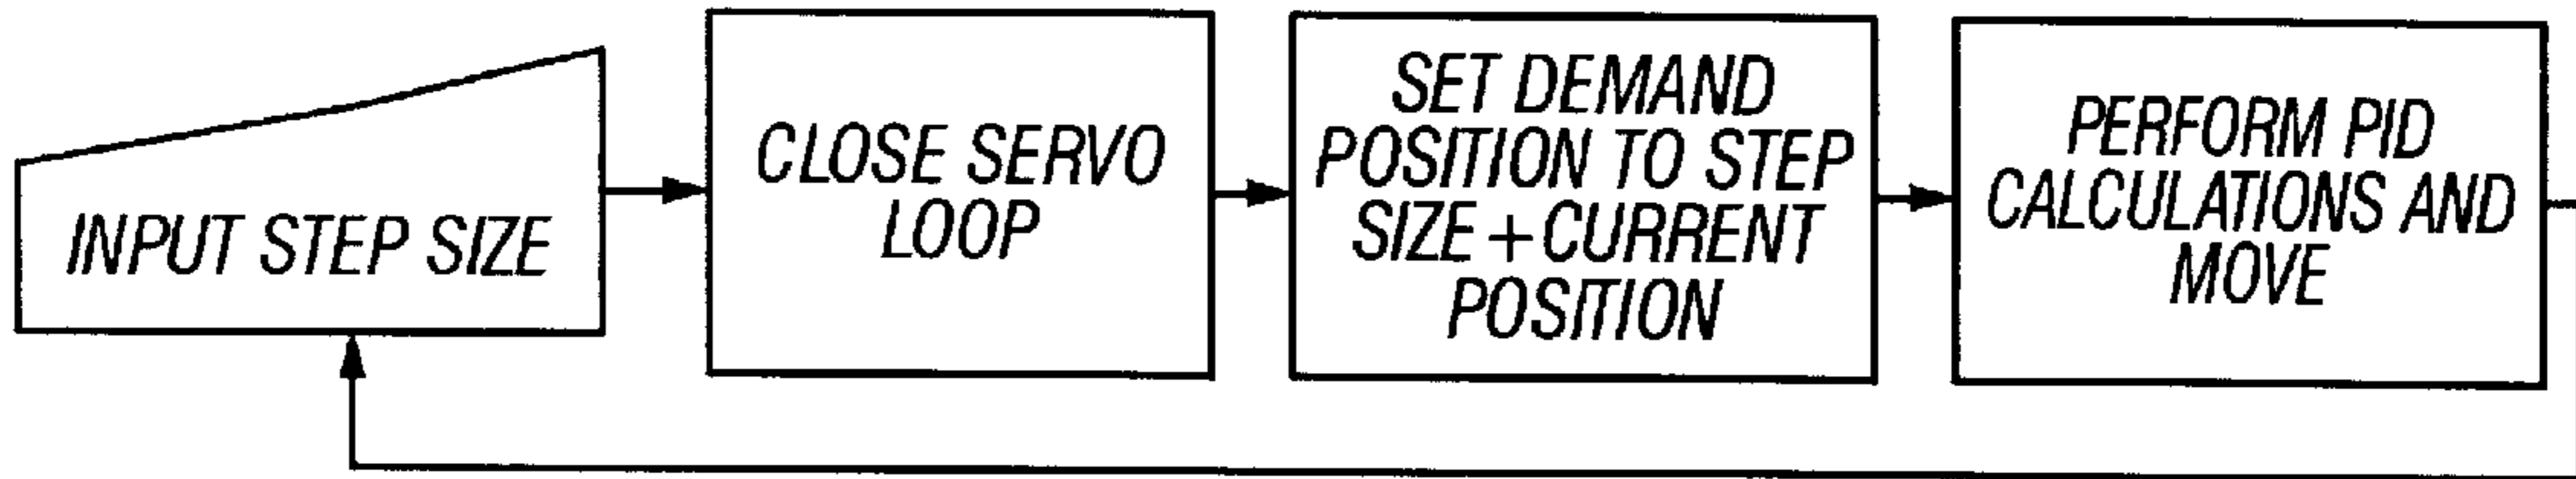 INPUT STEP SIZE
CLOSE SERVO
LOOP
SET DEMAND
POSITION TO STEP
SIZE+CURRENT
POSITION
PERFORM PID
CALCULATIONS AND
MOVE